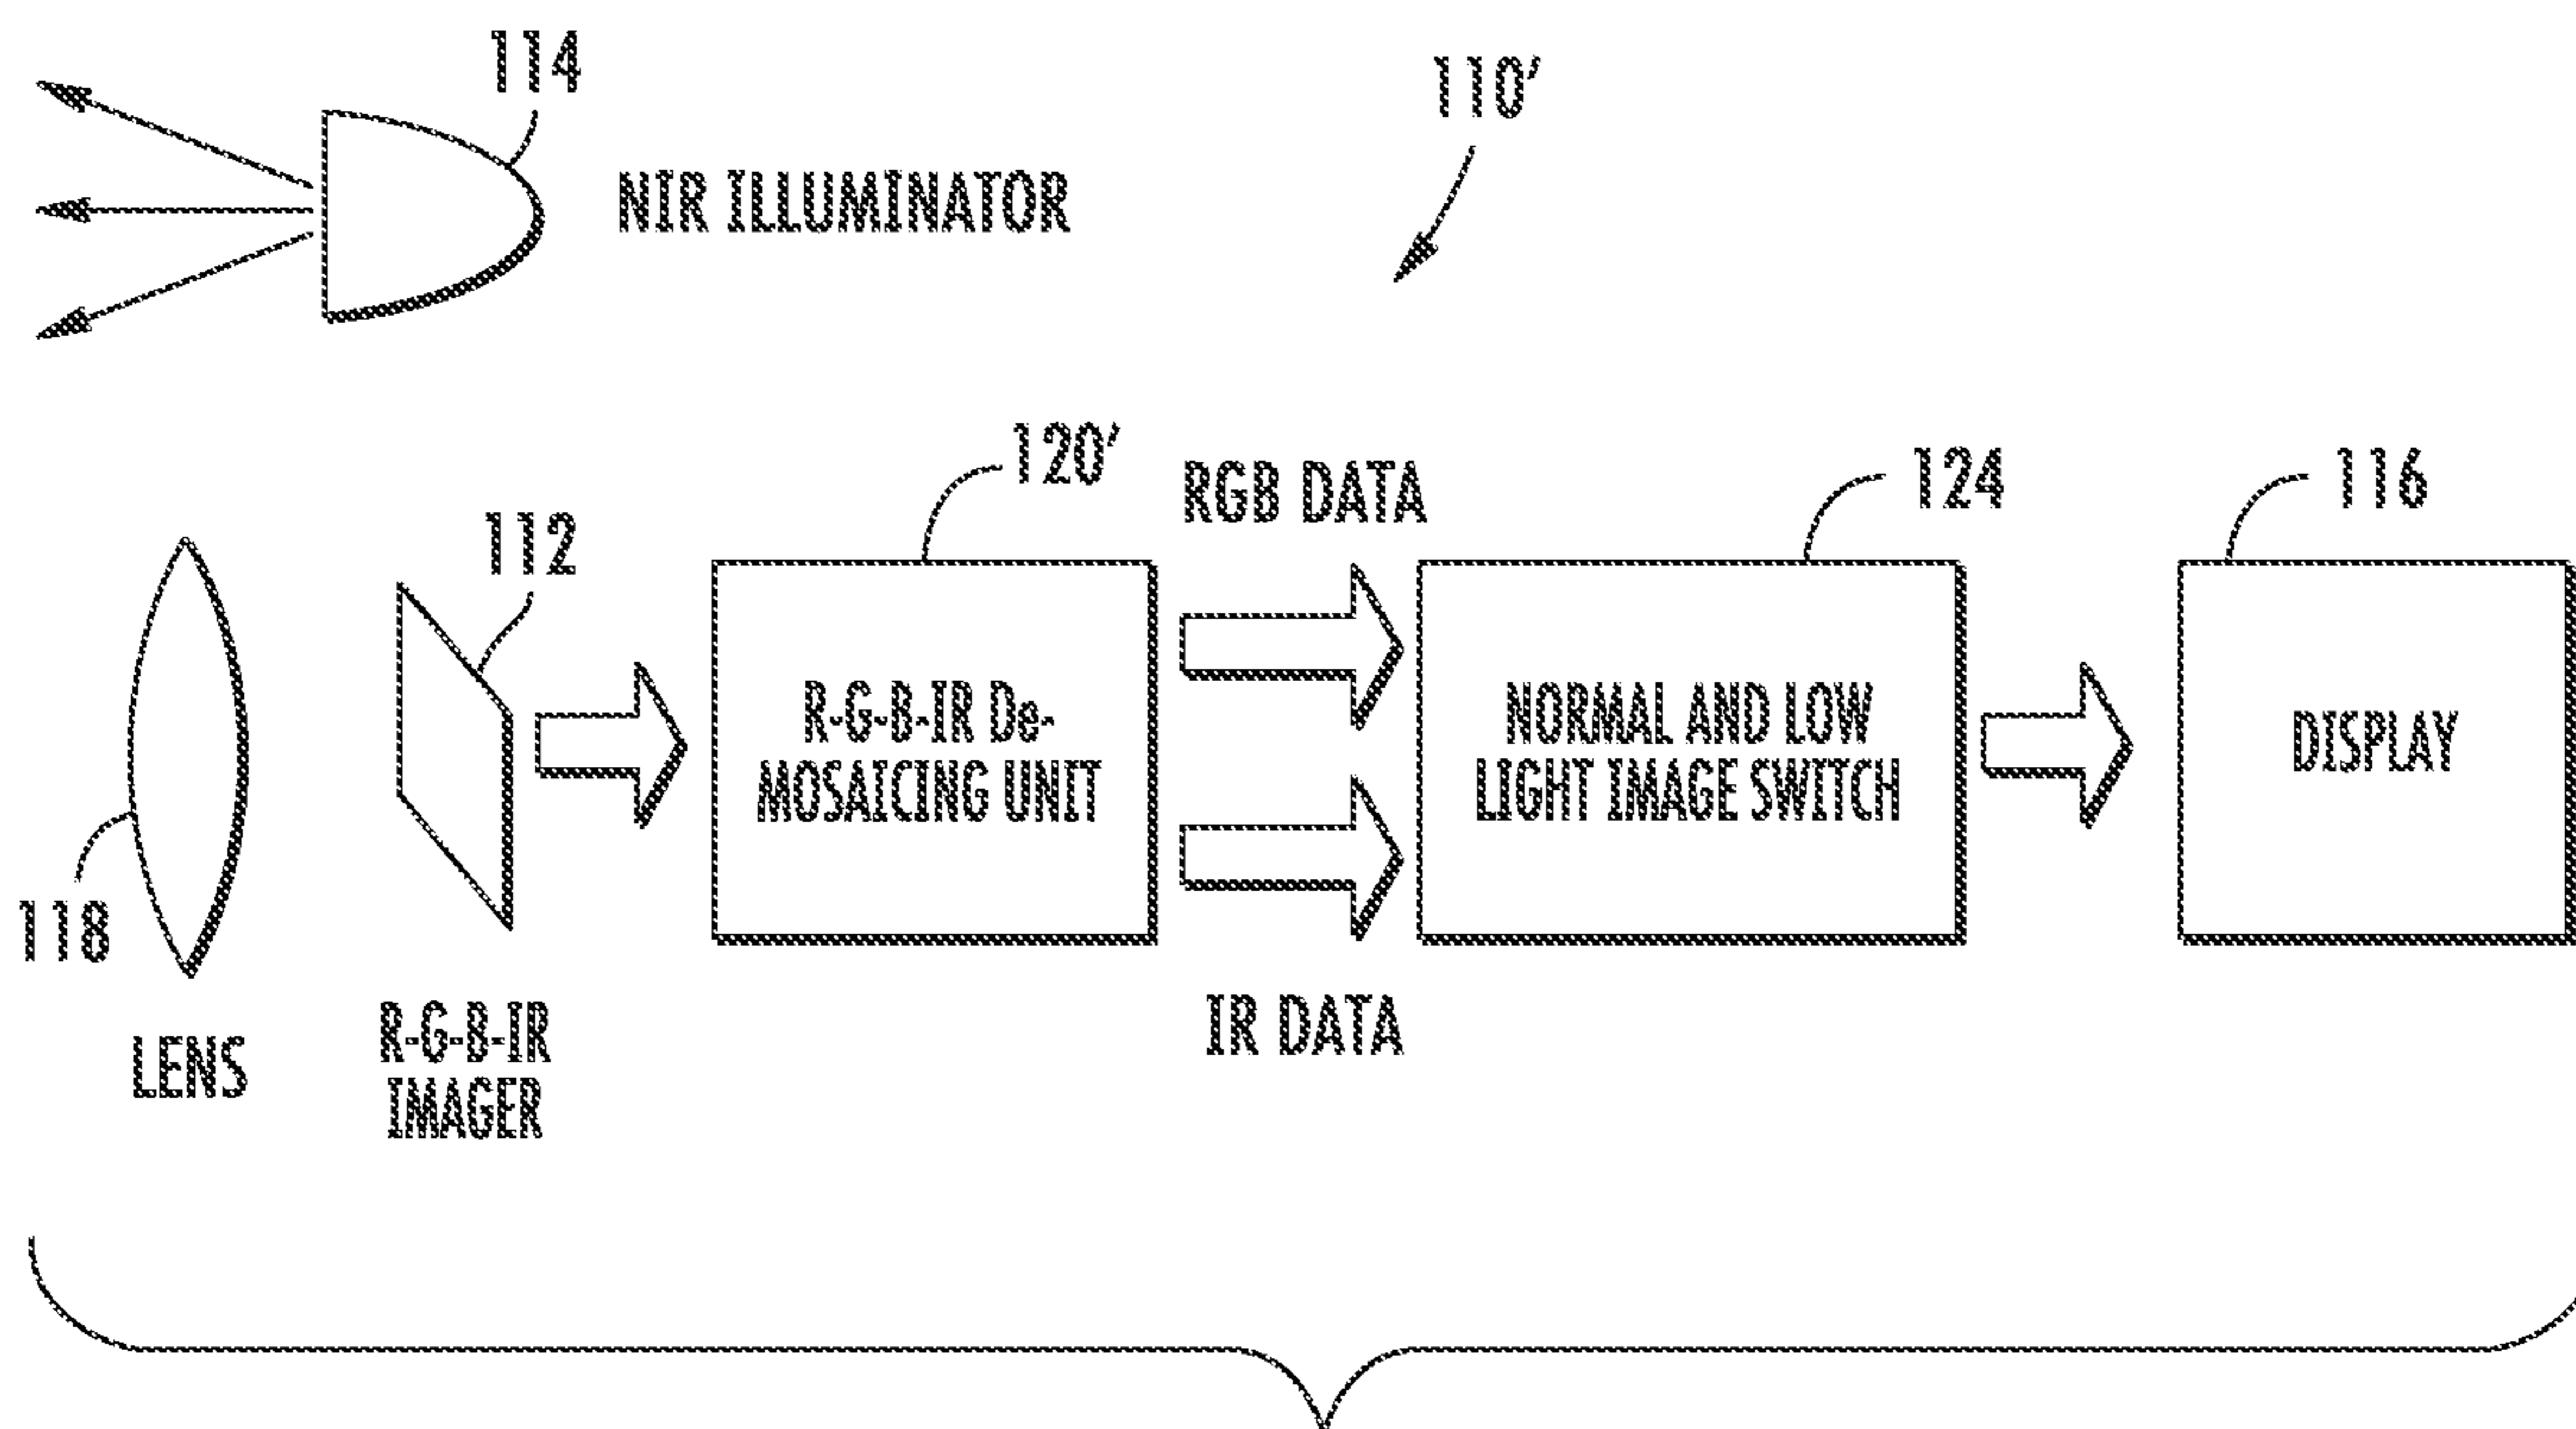 114
110'
NIR ILLUMINATOR
120'
RGB DATA
124
116
112
R-G-B-IR De-
MOSAICING UNIT
NORMAL AND LOW
LIGHT IMAGE SWITCH
DISPLAY
118
LENS
R-G-B-IR
IMAGER
IR DATA